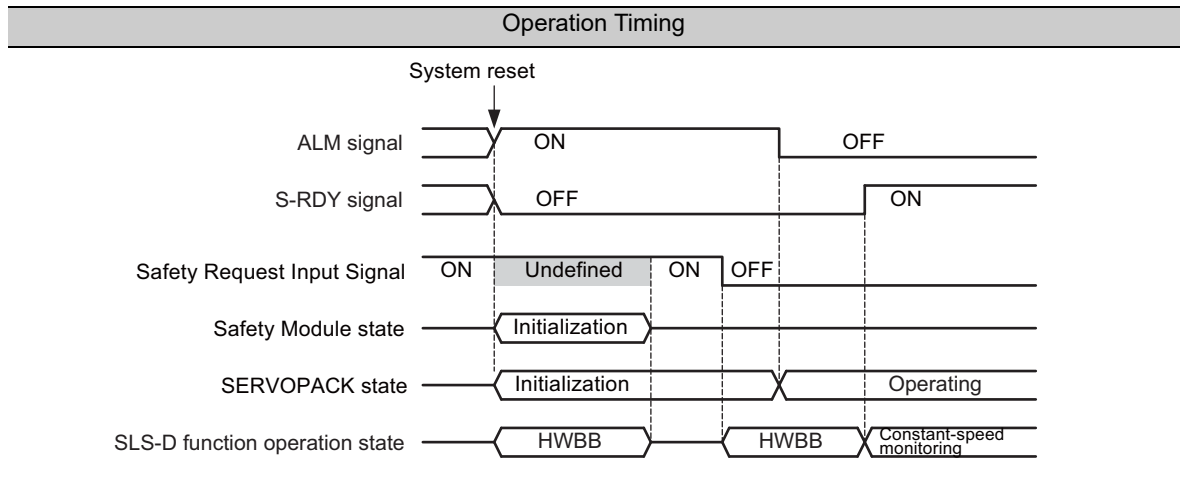 Operation Timing
System reset
ALM signal ON OFF
S-RDY signal OFF ON
Safety Request Input Signal ON Undefined ON OFF
Safety Module state Initialization
SERVOPACK state Initialization Operating
SLS-D function operation state HWBB HWBB Constant-speed
monitoring